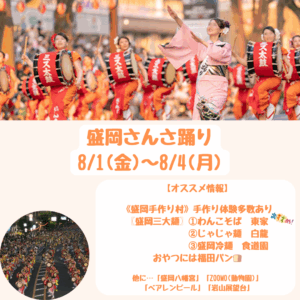 盛岡さんさ踊り
8/1(金)~8/4(月)
【オススメ情報】
おすすめ!
《盛岡手作り村》手作り体験多数あり
〔盛岡三大麺〕①わんこそば 東家
②じゃじゃ麺 白龍
③盛岡冷麺 食道園
おやつには福田パン
他に…「盛岡八幡宮」「ZOOMO(動物園)」
「ベアレンビール」「岩山展望台」